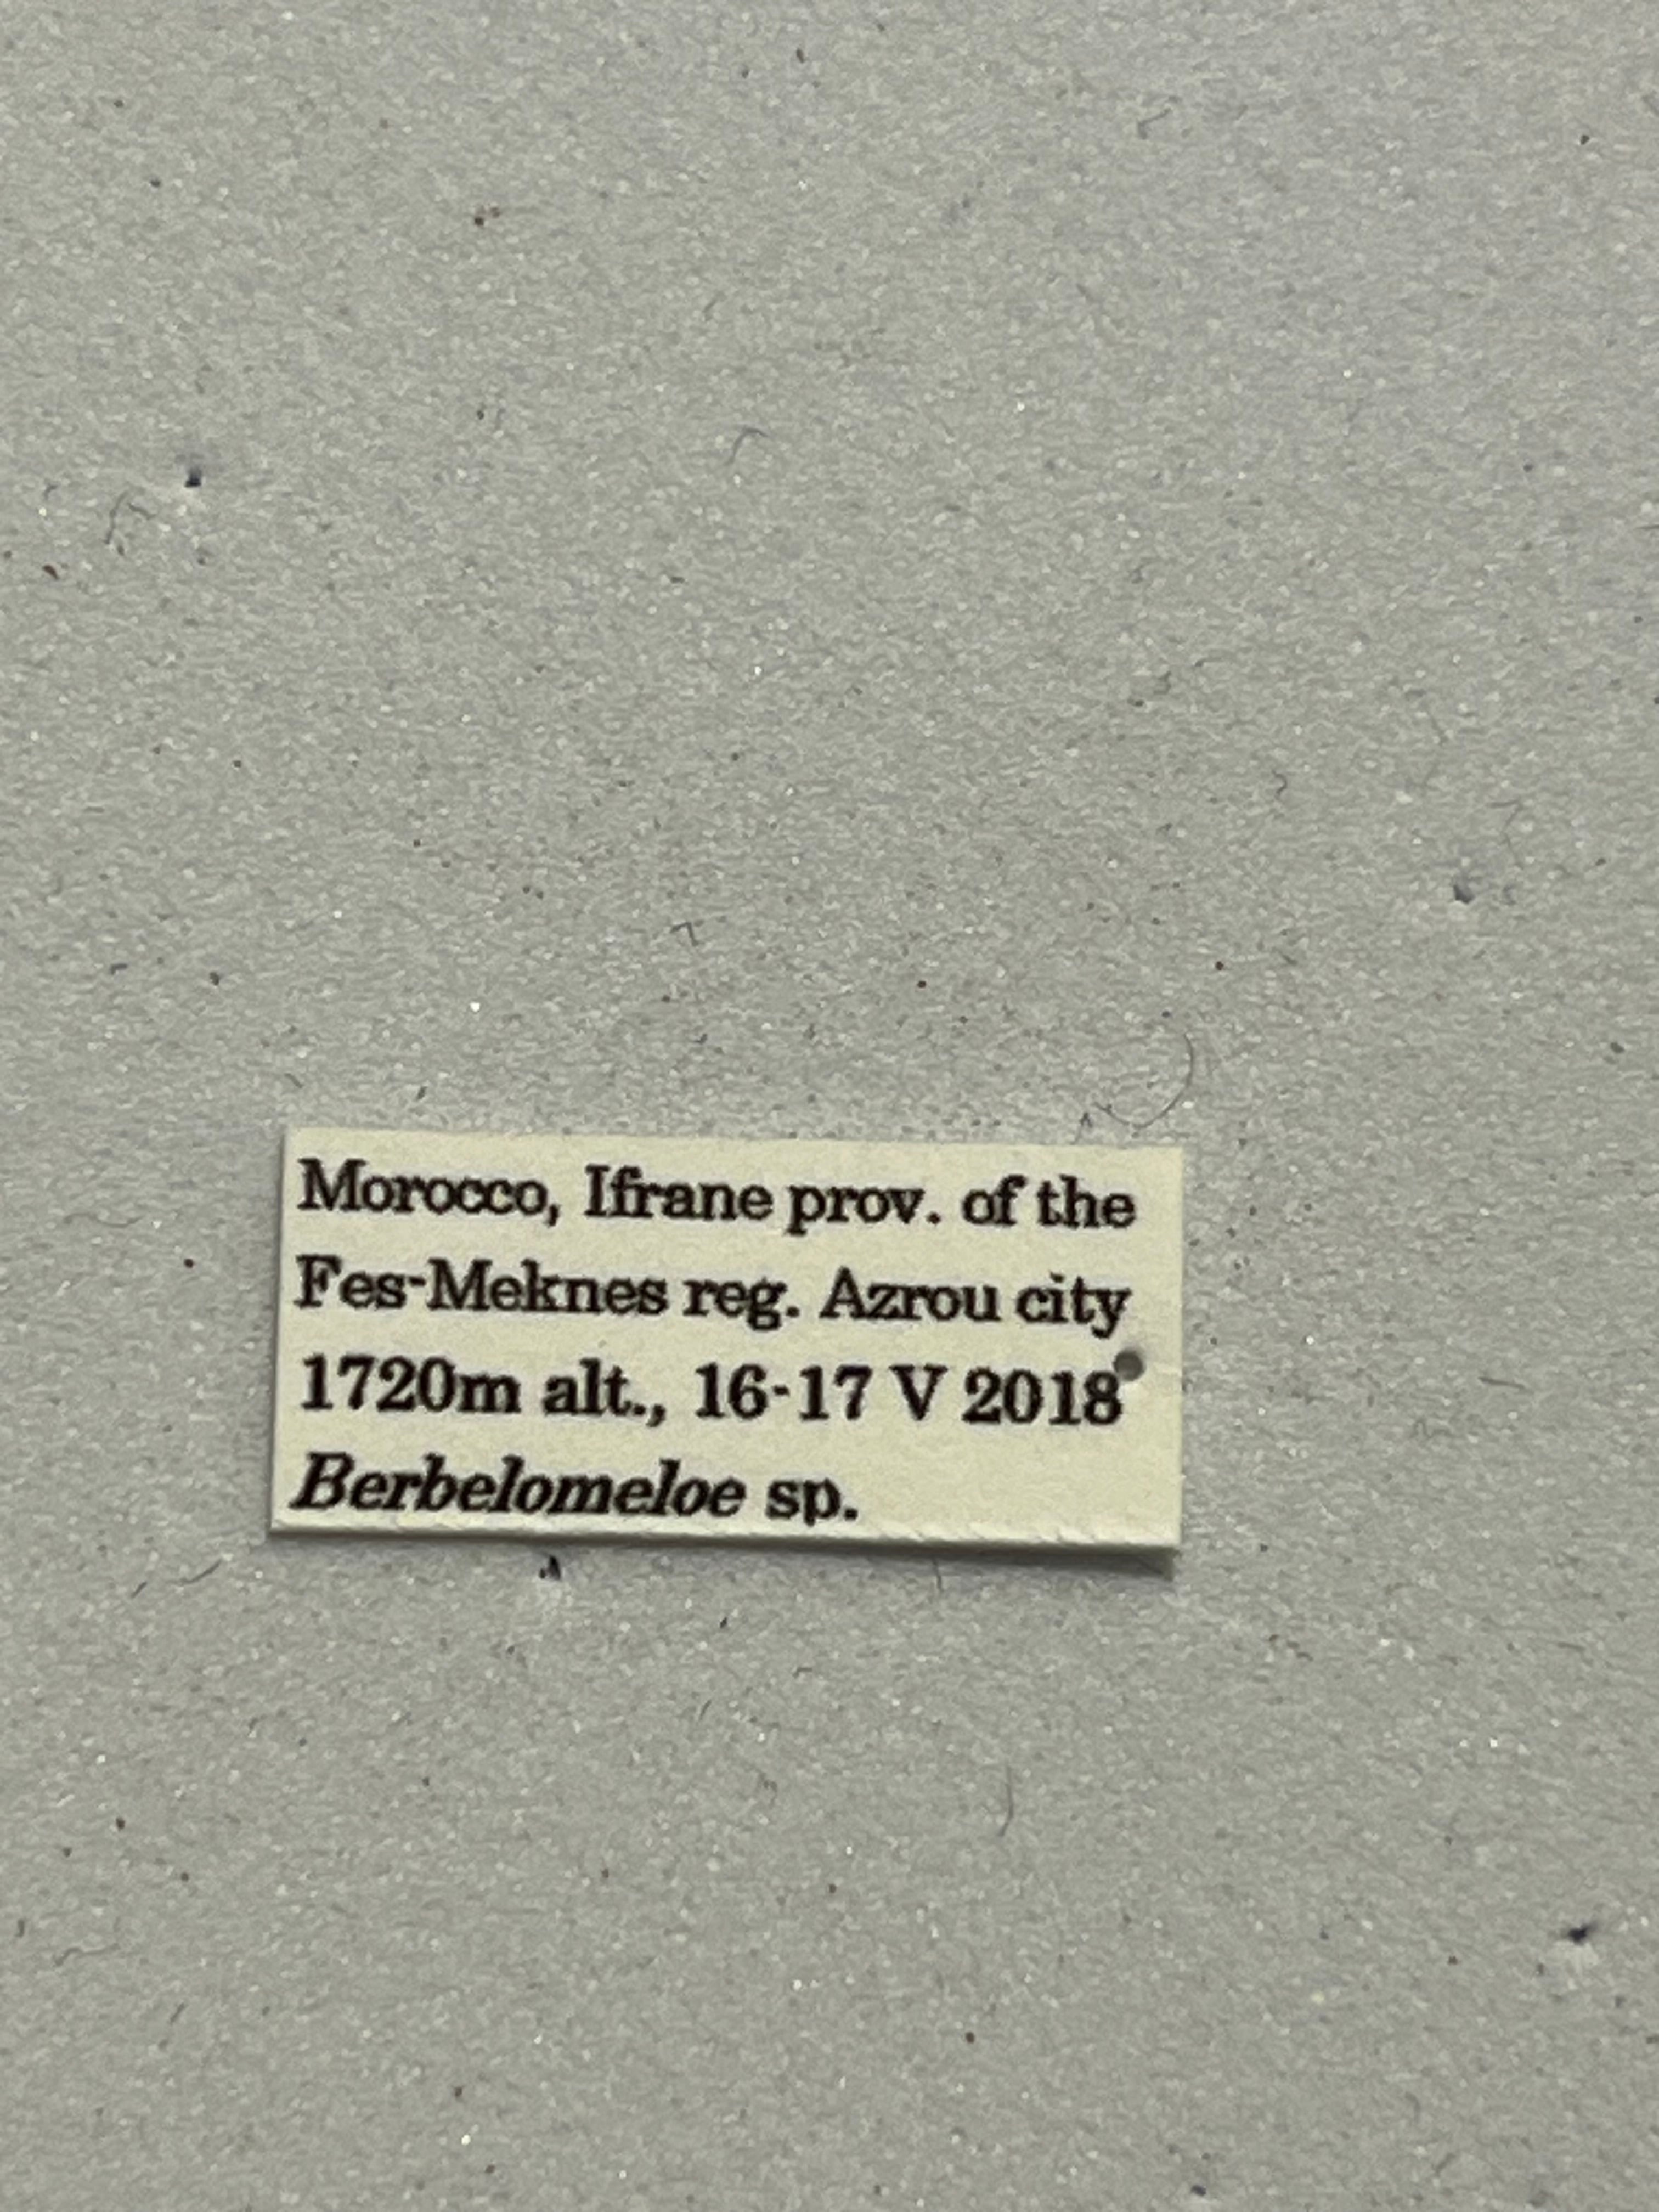 Morocco, Ifrane prov. of the
Fes-Meknes reg. Azrou city
1720m alt., 16-17 V 2018
Berbelomeloe sp.